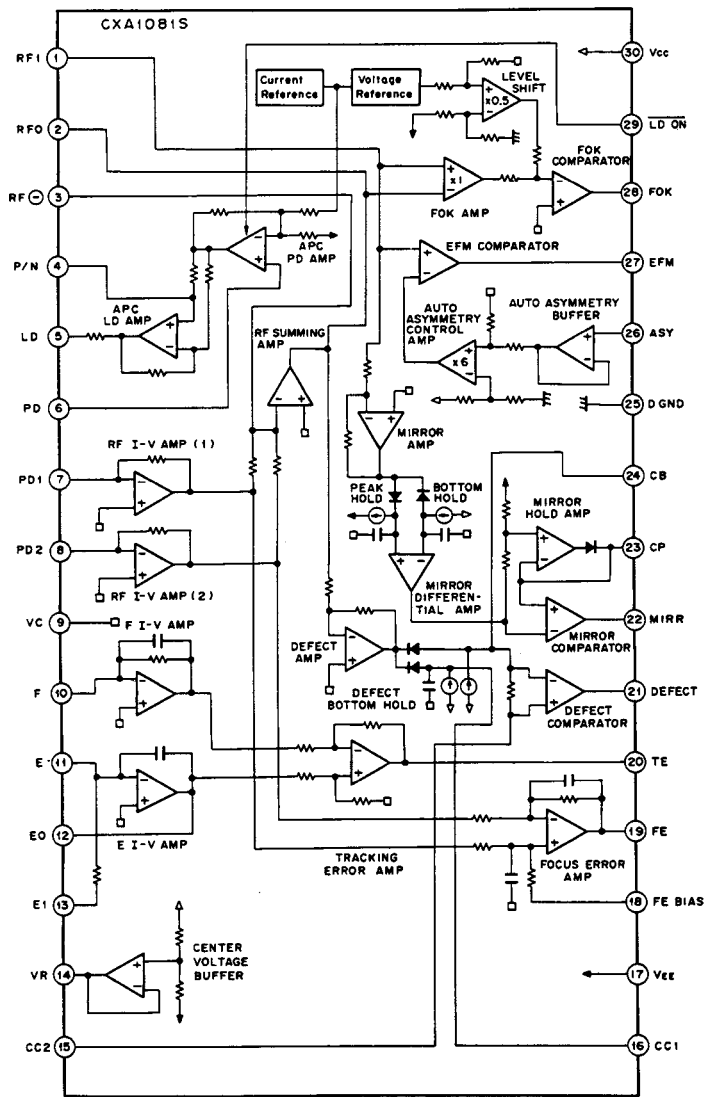 CXA1081S
RFI 1
RFO 2
RF⊖ 3
P/N 4
LD 5
PD 6
PD1 7
PD2 8
VC 9
F 10
E 11
EO 12
E1 13
VR 14
CC2 15
30 Vcc
29 LD ON
28 FOK
27 EFM
26 ASY
25 DGND
24 CB
23 CP
22 MIRR
21 DEFECT
20 TE
19 FE
18 FE BIAS
17 VEE
16 CC1
Current
Reference
Voltage
Reference
LEVEL
SHIFT
×0.5
FOK
COMPARATOR
×1
FOK AMP
APC
PD AMP
EFM COMPARATOR
APC
LD AMP
RF SUMMING
AMP
AUTO
ASYMMETRY
CONTROL
AMP
×6
AUTO ASYMMETRY
BUFFER
MIRROR
AMP
RF I-V AMP (1)
PEAK
HOLD
BOTTOM
HOLD
MIRROR
HOLD AMP
RF I-V AMP (2)
MIRROR
DIFFEREN-
TIAL AMP
MIRROR
COMPARATOR
F I-V AMP
DEFECT
AMP
DEFECT
BOTTOM HOLD
DEFECT
COMPARATOR
E I-V AMP
TRACKING
ERROR AMP
FOCUS ERROR
AMP
CENTER
VOLTAGE
BUFFER